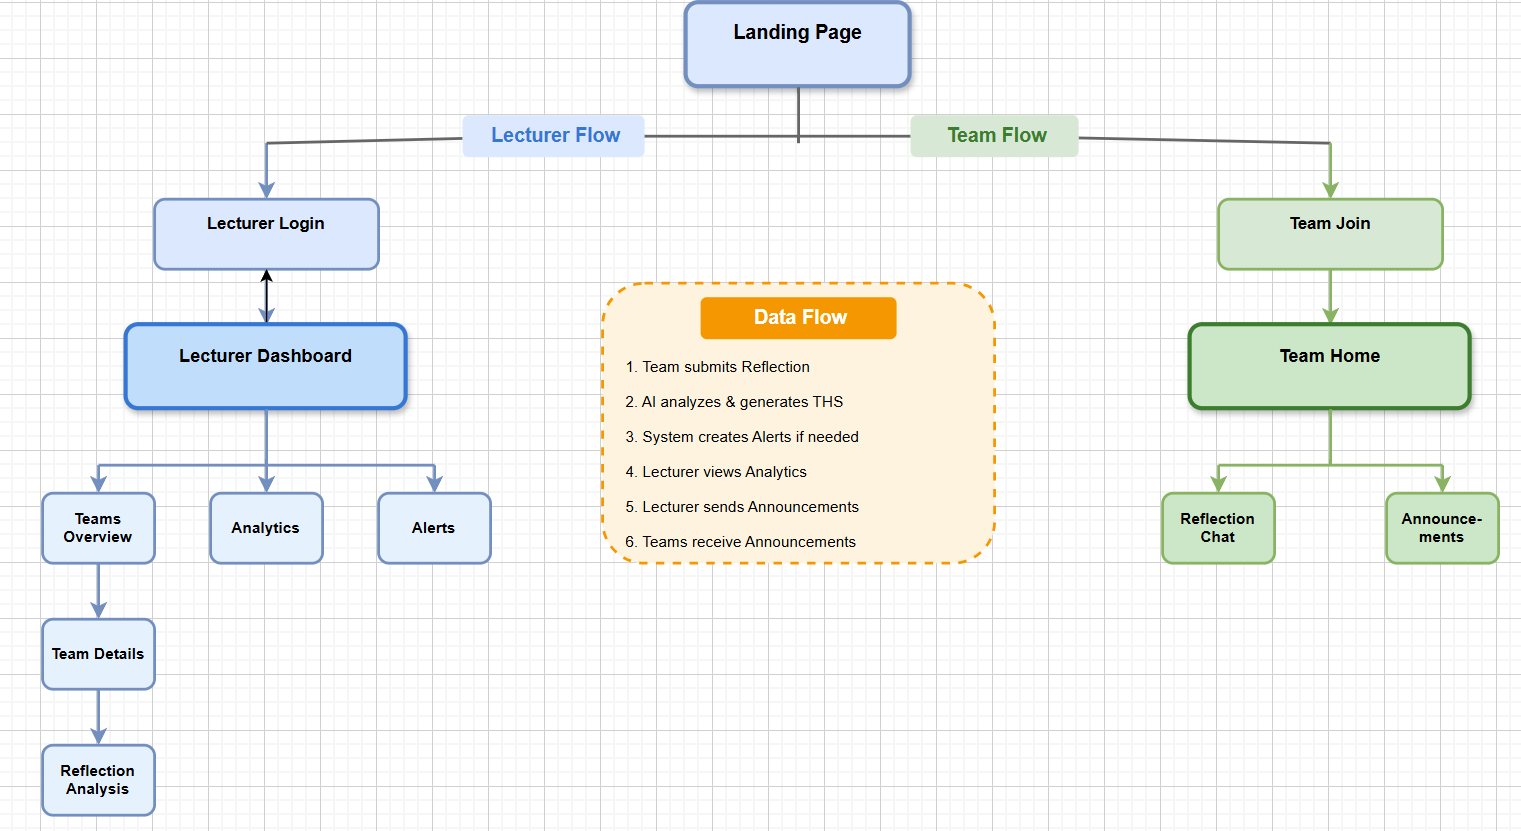 Landing Page
Lecturer Flow
Team Flow
Lecturer Login
Team Join
Data Flow
Lecturer Dashboard
Team Home
1. Team submits Reflection
2. AI analyzes & generates THS
3. System creates Alerts if needed
4. Lecturer views Analytics
5. Lecturer sends Announcements
6. Teams receive Announcements
Teams
Overview
Analytics
Alerts
Reflection
Chat
Announce-
ments
Team Details
Reflection
Analysis